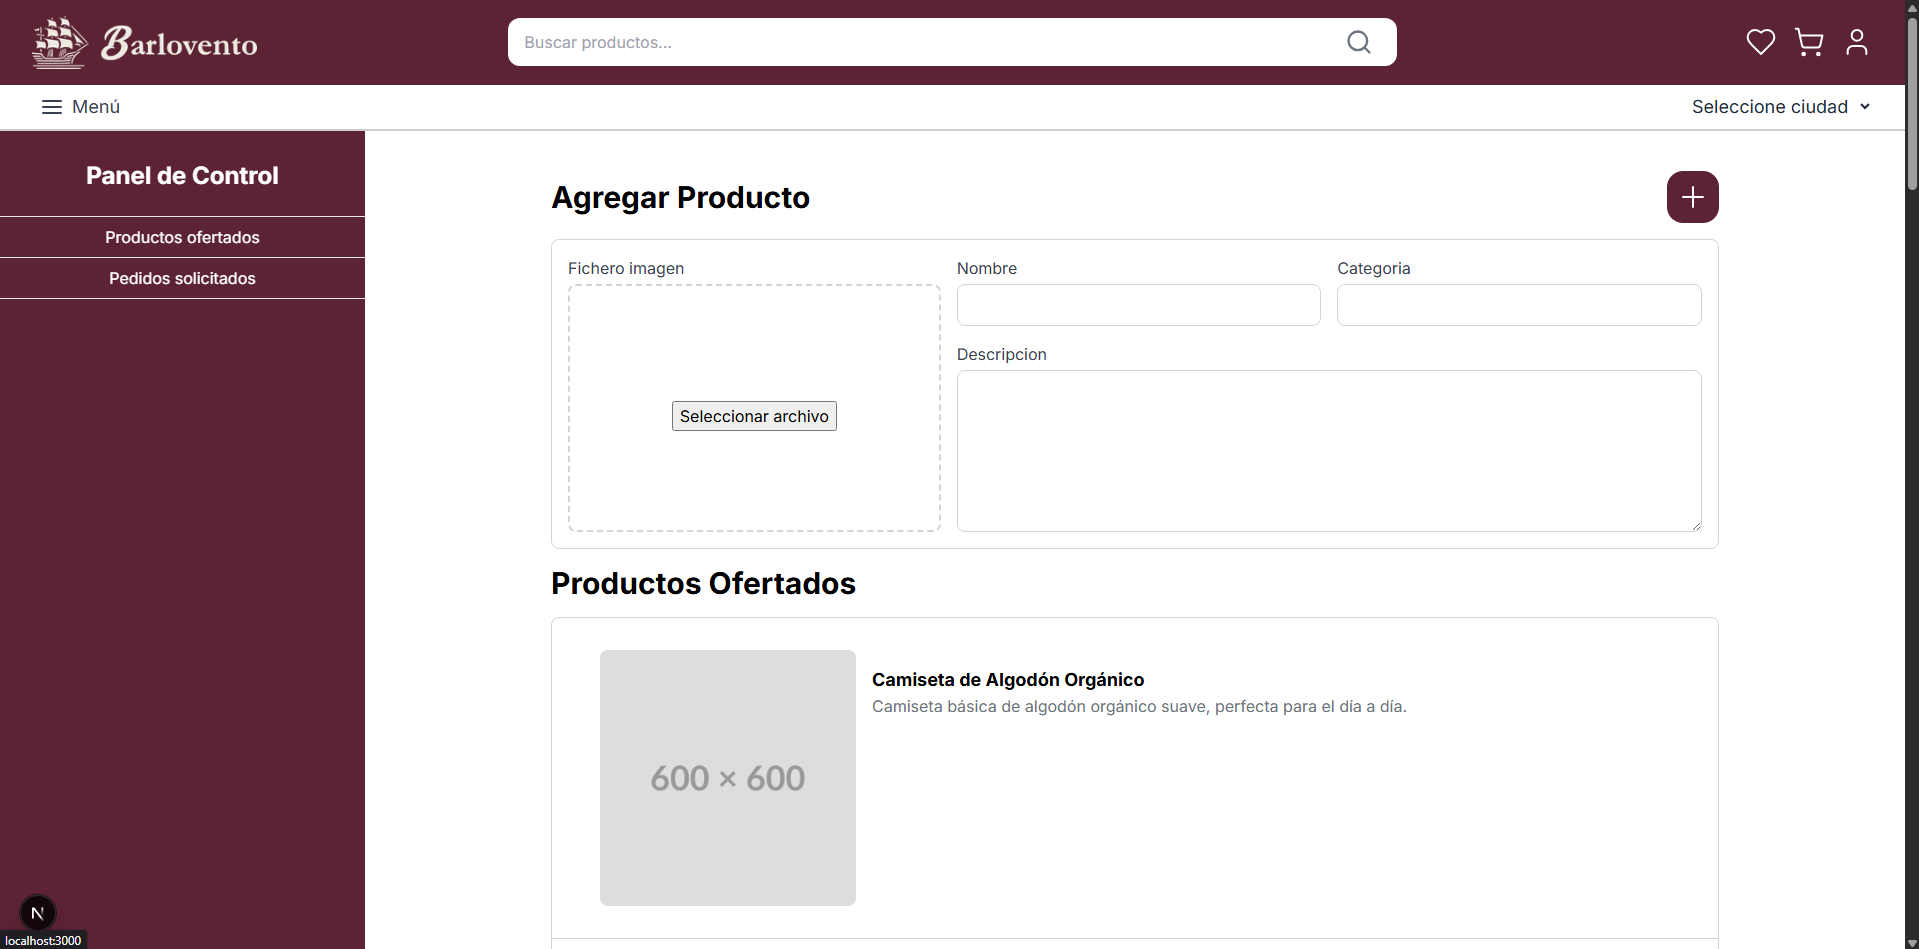 Barlovento
Buscar productos...
Menú
Seleccione ciudad
Panel de Control
Productos ofertados
Pedidos solicitados
Agregar Producto
Fichero imagen
Nombre
Categoria
Seleccionar archivo
Descripcion
Productos Ofertados
600 × 600
Camiseta de Algodón Orgánico
Camiseta básica de algodón orgánico suave, perfecta para el día a día.
N
localhost:3000